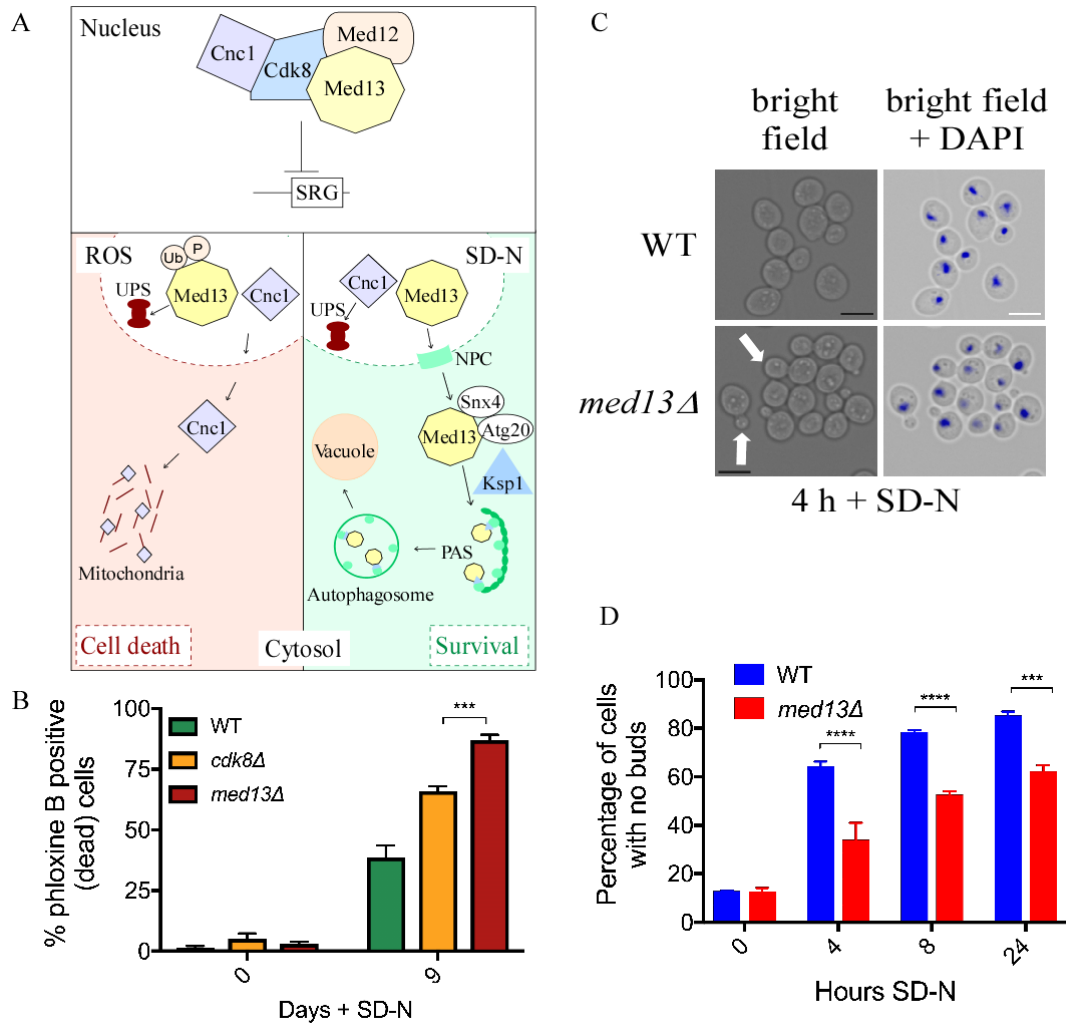 A
Nucleus
Cnc1
Cdk8
Med12
Med13
SRG
ROS
Ub
P
UPS
Med13
Cnc1
Cnc1
Mitochondria
Cell death
SD-N
Cnc1
Med13
UPS
NPC
Snx4
Med13
Atg20
Ksp1
Vacuole
PAS
Autophagosome
Cytosol
Survival
B
% phloxine B positive
(dead) cells
100
75
50
25
0
WT
cdk8Δ
med13Δ
***
0
9
Days + SD-N
C
bright
field
bright field
+ DAPI
WT
med13Δ
4 h + SD-N
D
Percentage of cells
with no buds
100
80
60
40
20
0
WT
med13Δ
****
****
***
0
4
8
24
Hours SD-N